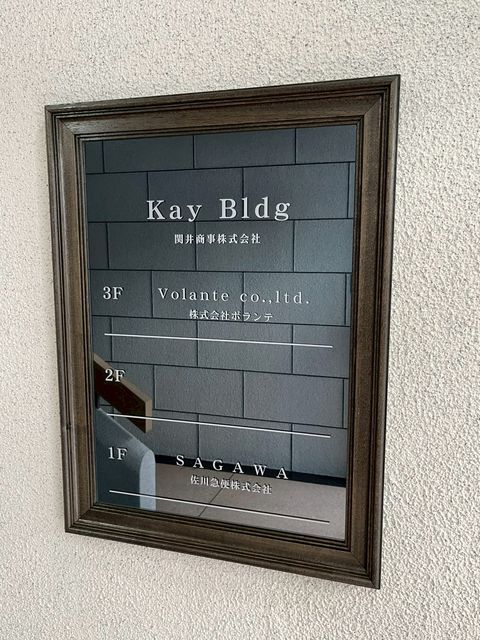 Kay Bldg
関井商事株式会社
3F Volante co.,ltd.
株式会社ボランテ
2F
1F SAGAWA
佐川急便株式会社